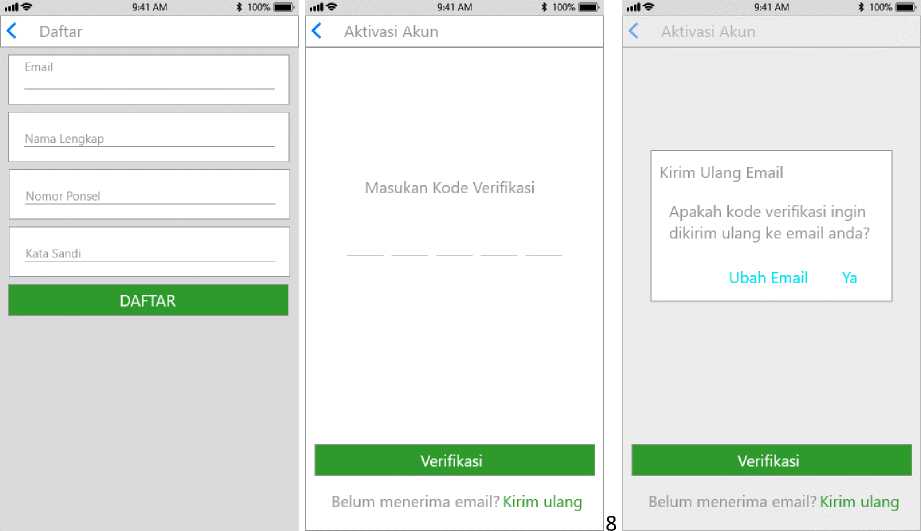 9:41 AM
100%
Daftar
Email
Nama Lengkap
Nomor Ponsel
Kata Sandi
DAFTAR
9:41 AM
100%
Aktivasi Akun
Masukan Kode Verifikasi
Verifikasi
Belum menerima email? Kirim ulang
8
9:41 AM
100%
Aktivasi Akun
Kirim Ulang Email
Apakah kode verifikasi ingin
dikirim ulang ke email anda?
Ubah Email
Ya
Verifikasi
Belum menerima email? Kirim ulang